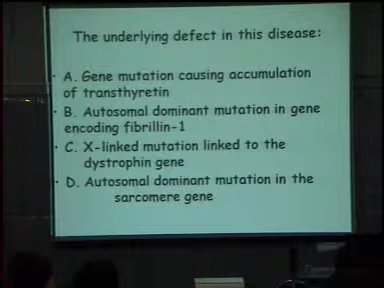 The underlying defect in this disease:
· A. Gene mutation causing accumulation
of transthyretin
· B. Autosomal dominant mutation in gene
encoding fibrillin-1
· C. X-linked mutation linked to the
dystrophin gene
· D. Autosomal dominant mutation in the
sarcomere gene